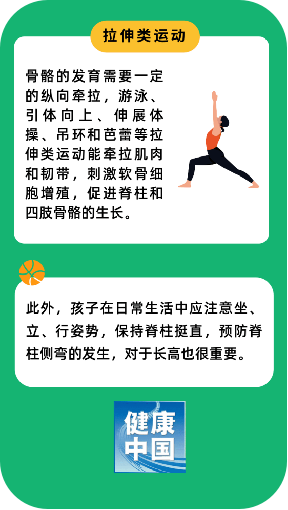 拉伸类运动
骨骼的发育需要一定
的纵向牵拉，游泳、
引体向上、伸展体
操、吊环和芭蕾等拉
伸类运动能牵拉肌肉
和韧带，刺激软骨细
胞增殖，促进脊柱和
四肢骨骼的生长。
此外，孩子在日常生活中应注意坐、
立、行姿势，保持脊柱挺直，预防脊
柱侧弯的发生，对于长高也很重要。
健康
中国